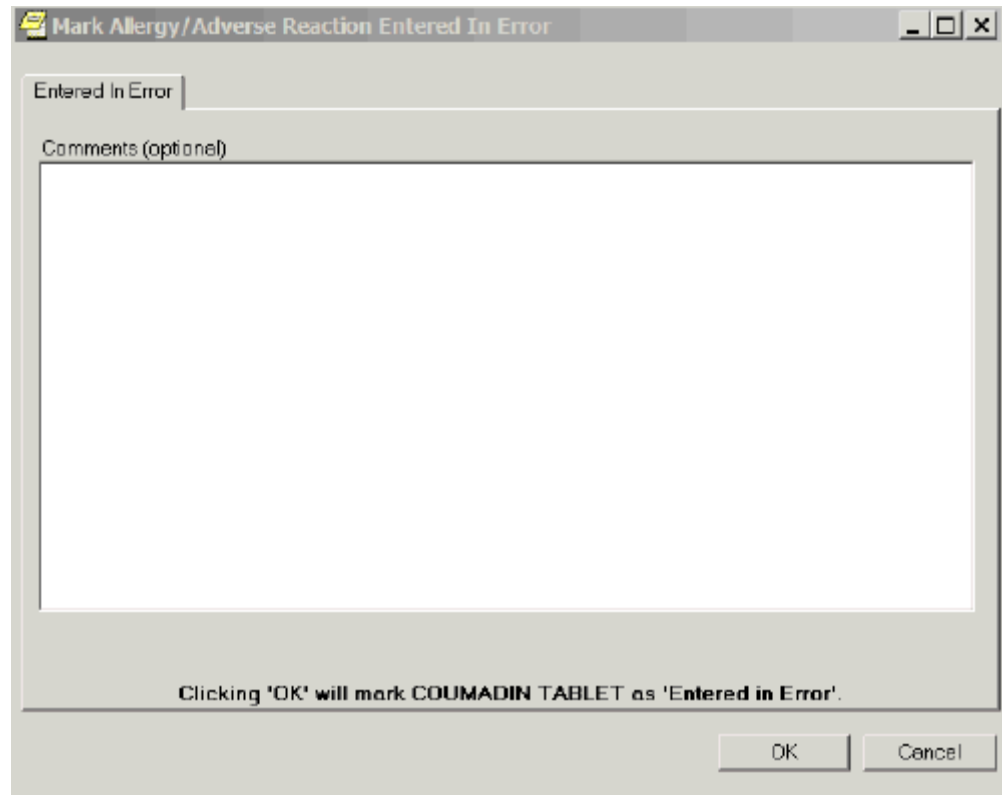 Mark Allergy/Adverse Reaction Entered In Error
Entered In Error
Comments (optional)
Clicking 'OK' will mark COUMADIN TABLET as 'Entered in Error'.
OK
Cancel